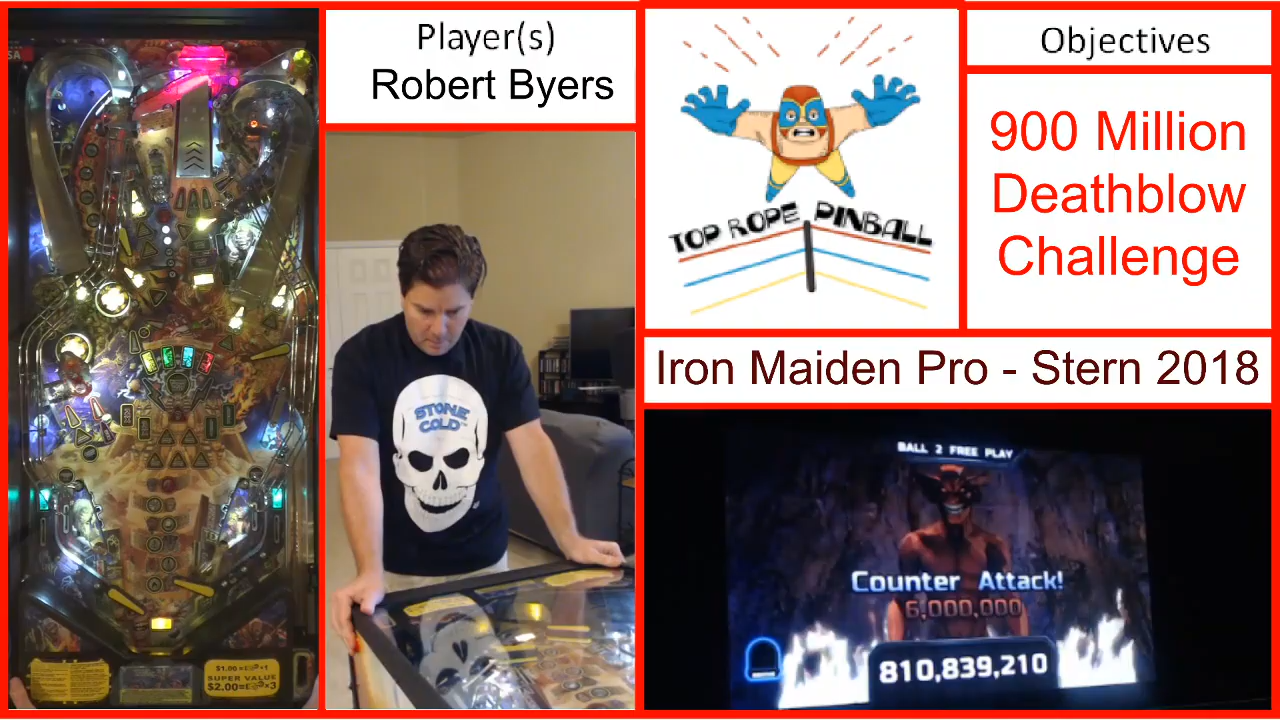 Player(s)
Robert Byers
TOP ROPE PINBALL
Objectives
900 Million
Deathblow
Challenge
Iron Maiden Pro - Stern 2018
STONE
COLD
BALL 2 FREE PLAY
Counter Attack!
6,000,000
810,839,210
$1.00=
SUPER VALUE
$2.00=